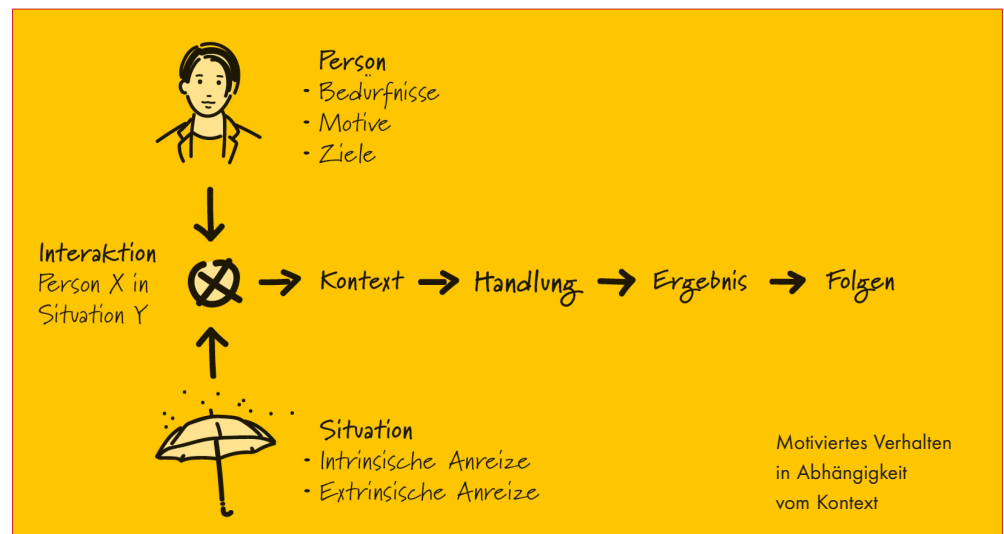 Person
- Bedürfnisse
- Motive
- Ziele
Interaktion
Person X in
Situation Y
Kontext → Handlung → Ergebnis → Folgen
Situation
- Intrinsische Anreize
- Extrinsische Anreize
Motiviertes Verhalten
in Abhängigkeit
vom Kontext